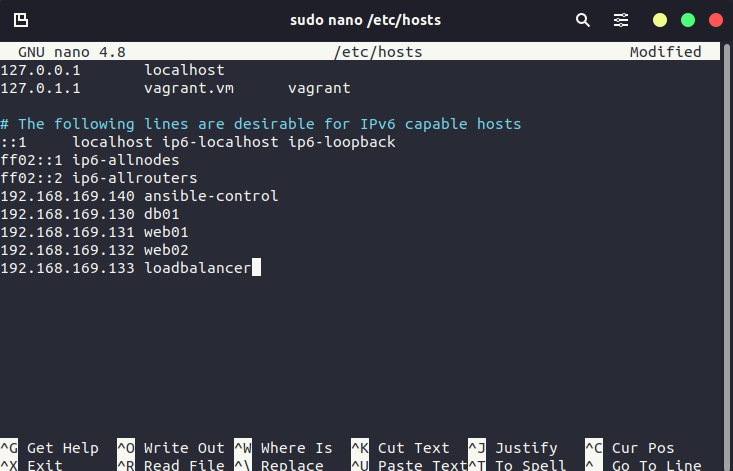 sudo nano /etc/hosts
GNU nano 4.8 /etc/hosts Modified
127.0.0.1 localhost
127.0.1.1 vagrant.vm vagrant
# The following lines are desirable for IPv6 capable hosts
::1 localhost ip6-localhost ip6-loopback
ff02::1 ip6-allnodes
ff02::2 ip6-allrouters
192.168.169.140 ansible-control
192.168.169.130 db01
192.168.169.131 web01
192.168.169.132 web02
192.168.169.133 loadbalancer
^G Get Help ^O Write Out ^W Where Is ^K Cut Text ^J Justify ^C Cur Pos
^X Exit ^R Read File ^\ Replace ^U Paste Text ^T To Spell ^_ Go To Line